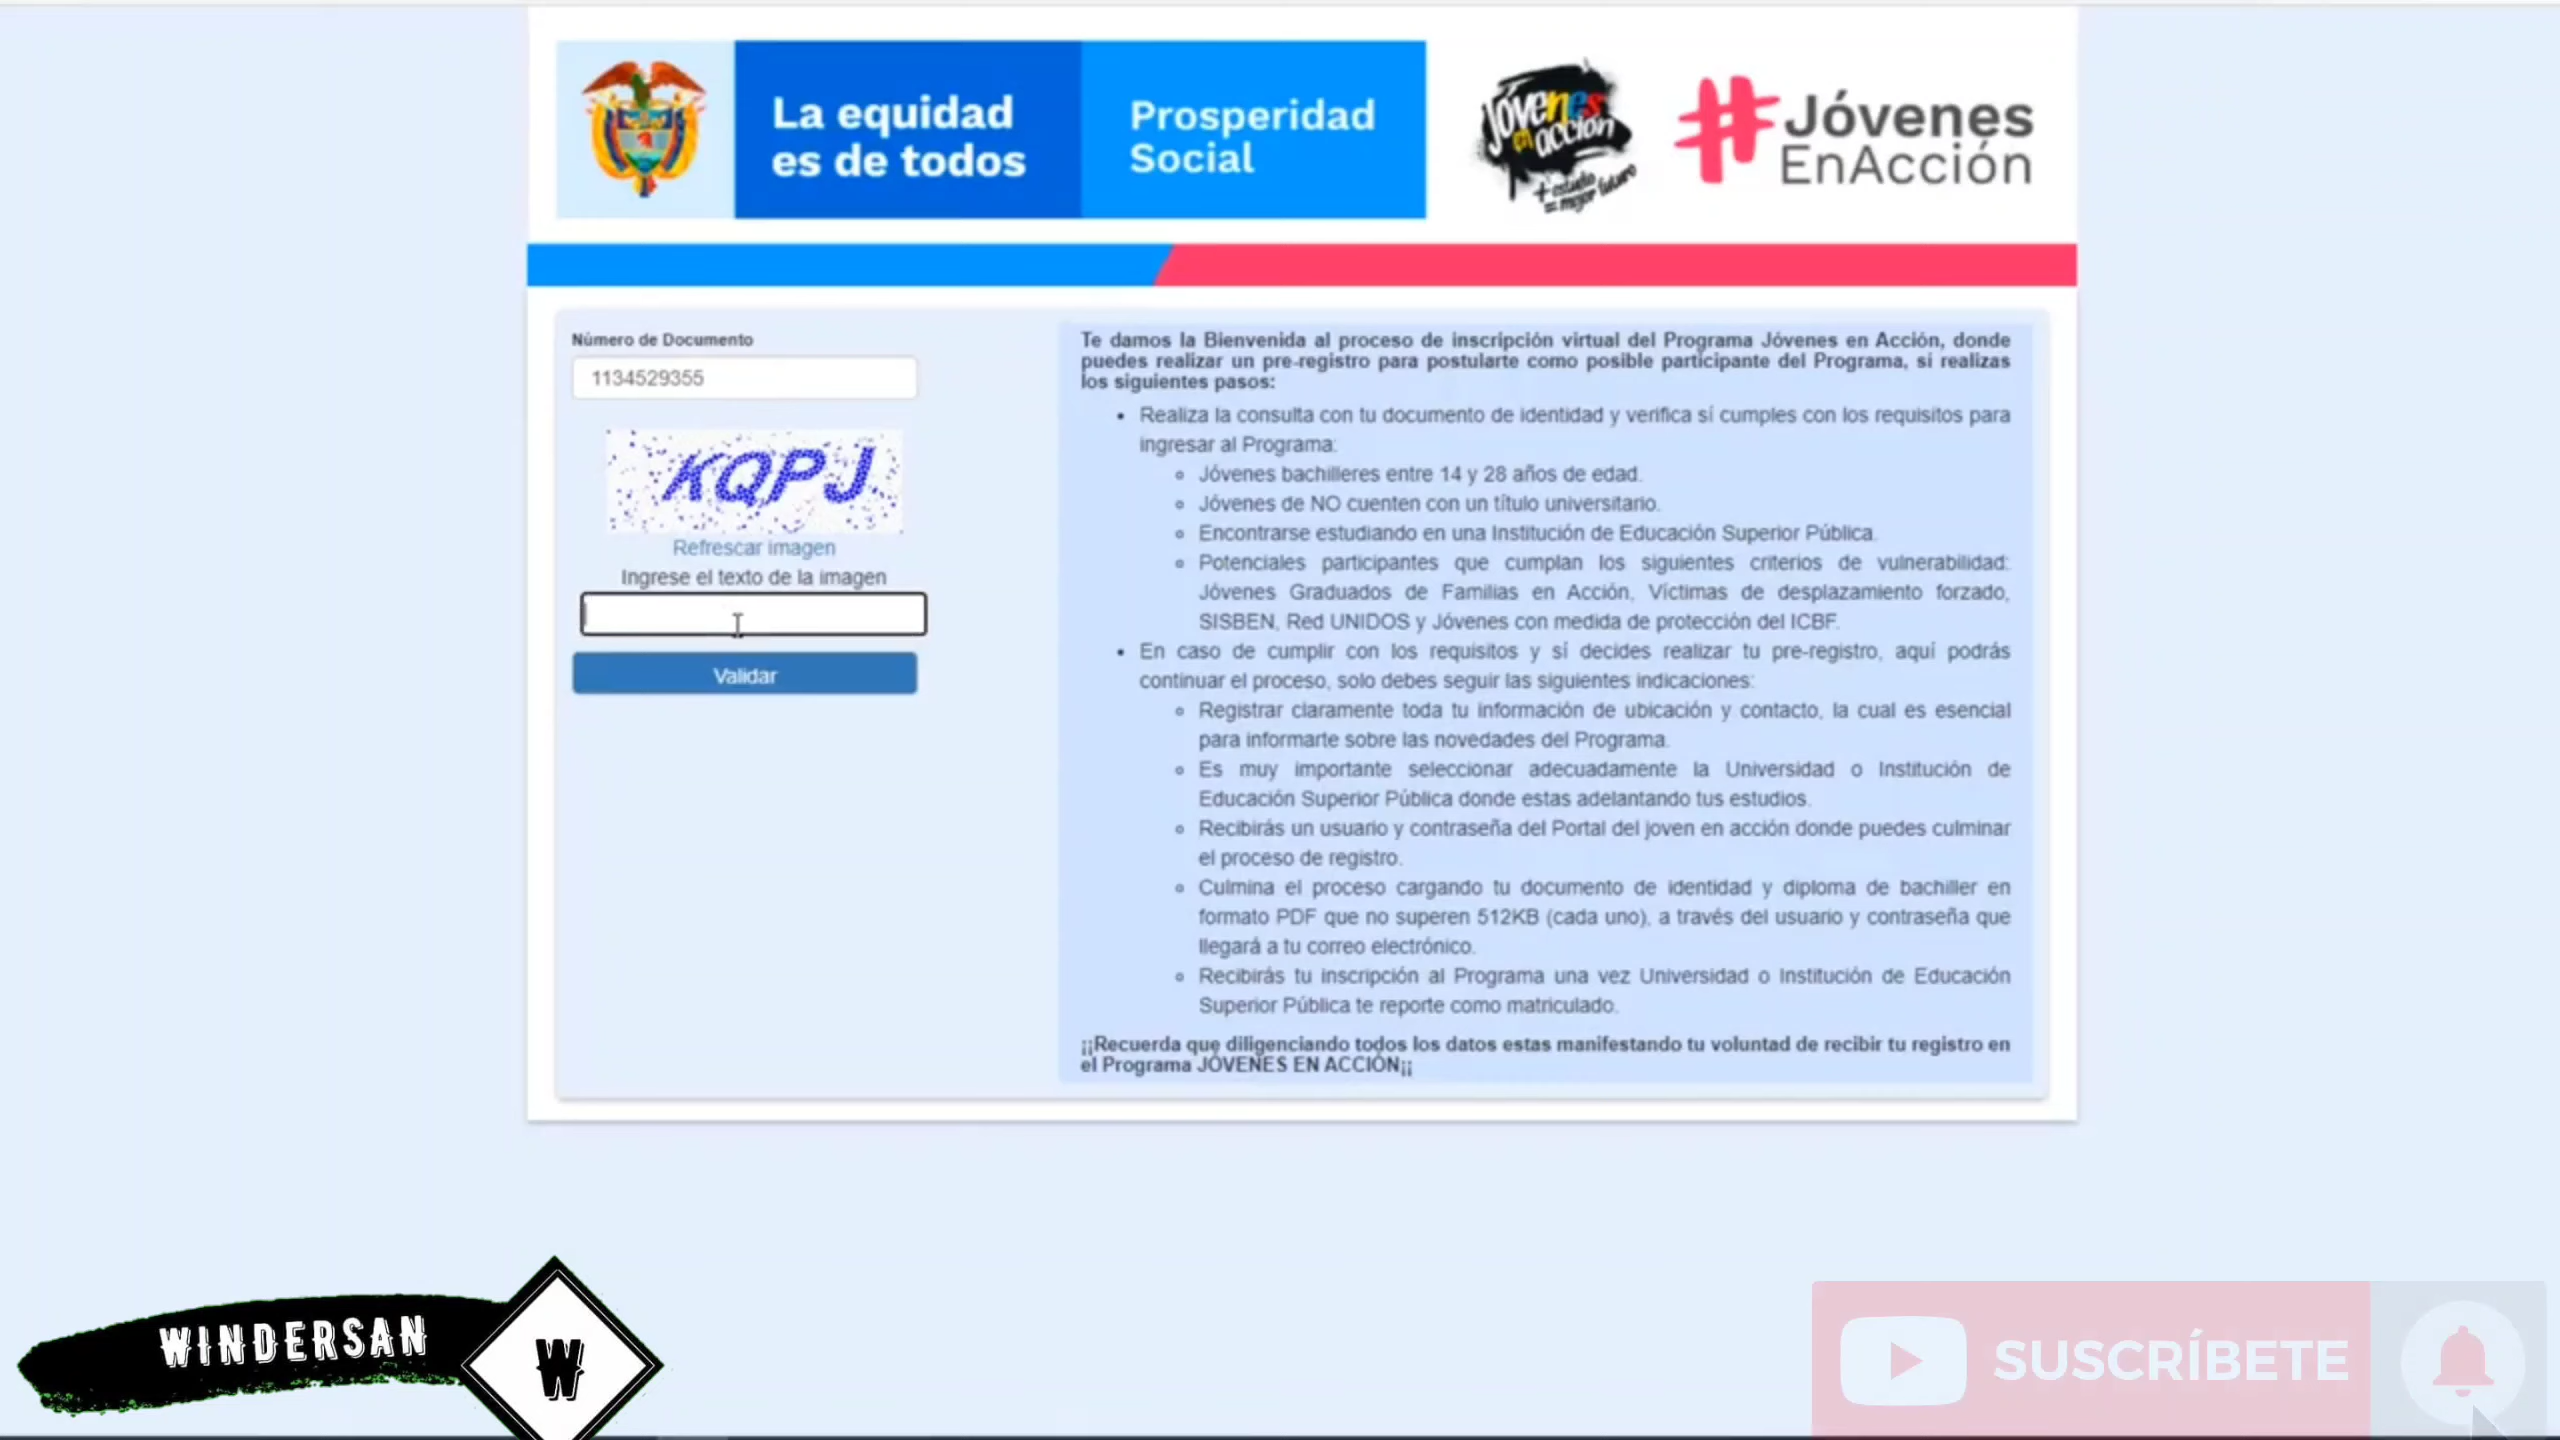 La equidad
es de todos
Prosperidad
Social
Jóvenes
en acción
+ estudio
= mejor futuro
#Jóvenes
EnAcción
Número de Documento
1134529355
KQPJ
Refrescar imagen
Ingrese el texto de la imagen
Validar
Te damos la Bienvenida al proceso de inscripción virtual del Programa Jóvenes en Acción, donde
puedes realizar un pre-registro para postularte como posible participante del Programa, si realizas
los siguientes pasos:
• Realiza la consulta con tu documento de identidad y verifica sí cumples con los requisitos para
ingresar al Programa:
◦ Jóvenes bachilleres entre 14 y 28 años de edad.
◦ Jóvenes de NO cuenten con un título universitario.
◦ Encontrarse estudiando en una Institución de Educación Superior Pública.
◦ Potenciales participantes que cumplan los siguientes criterios de vulnerabilidad:
Jóvenes Graduados de Familias en Acción, Víctimas de desplazamiento forzado,
SISBEN, Red UNIDOS y Jóvenes con medida de protección del ICBF.
• En caso de cumplir con los requisitos y sí decides realizar tu pre-registro, aquí podrás
continuar el proceso, solo debes seguir las siguientes indicaciones:
◦ Registrar claramente toda tu información de ubicación y contacto, la cual es esencial
para informarte sobre las novedades del Programa.
◦ Es muy importante seleccionar adecuadamente la Universidad o Institución de
Educación Superior Pública donde estas adelantando tus estudios.
◦ Recibirás un usuario y contraseña del Portal del joven en acción donde puedes culminar
el proceso de registro.
◦ Culmina el proceso cargando tu documento de identidad y diploma de bachiller en
formato PDF que no superen 512KB (cada uno), a través del usuario y contraseña que
llegará a tu correo electrónico.
◦ Recibirás tu inscripción al Programa una vez Universidad o Institución de Educación
Superior Pública te reporte como matriculado.
¡¡Recuerda que diligenciando todos los datos estas manifestando tu voluntad de recibir tu registro en
el Programa JÓVENES EN ACCIÓN¡¡
WINDERSAN
W
SUSCRÍBETE